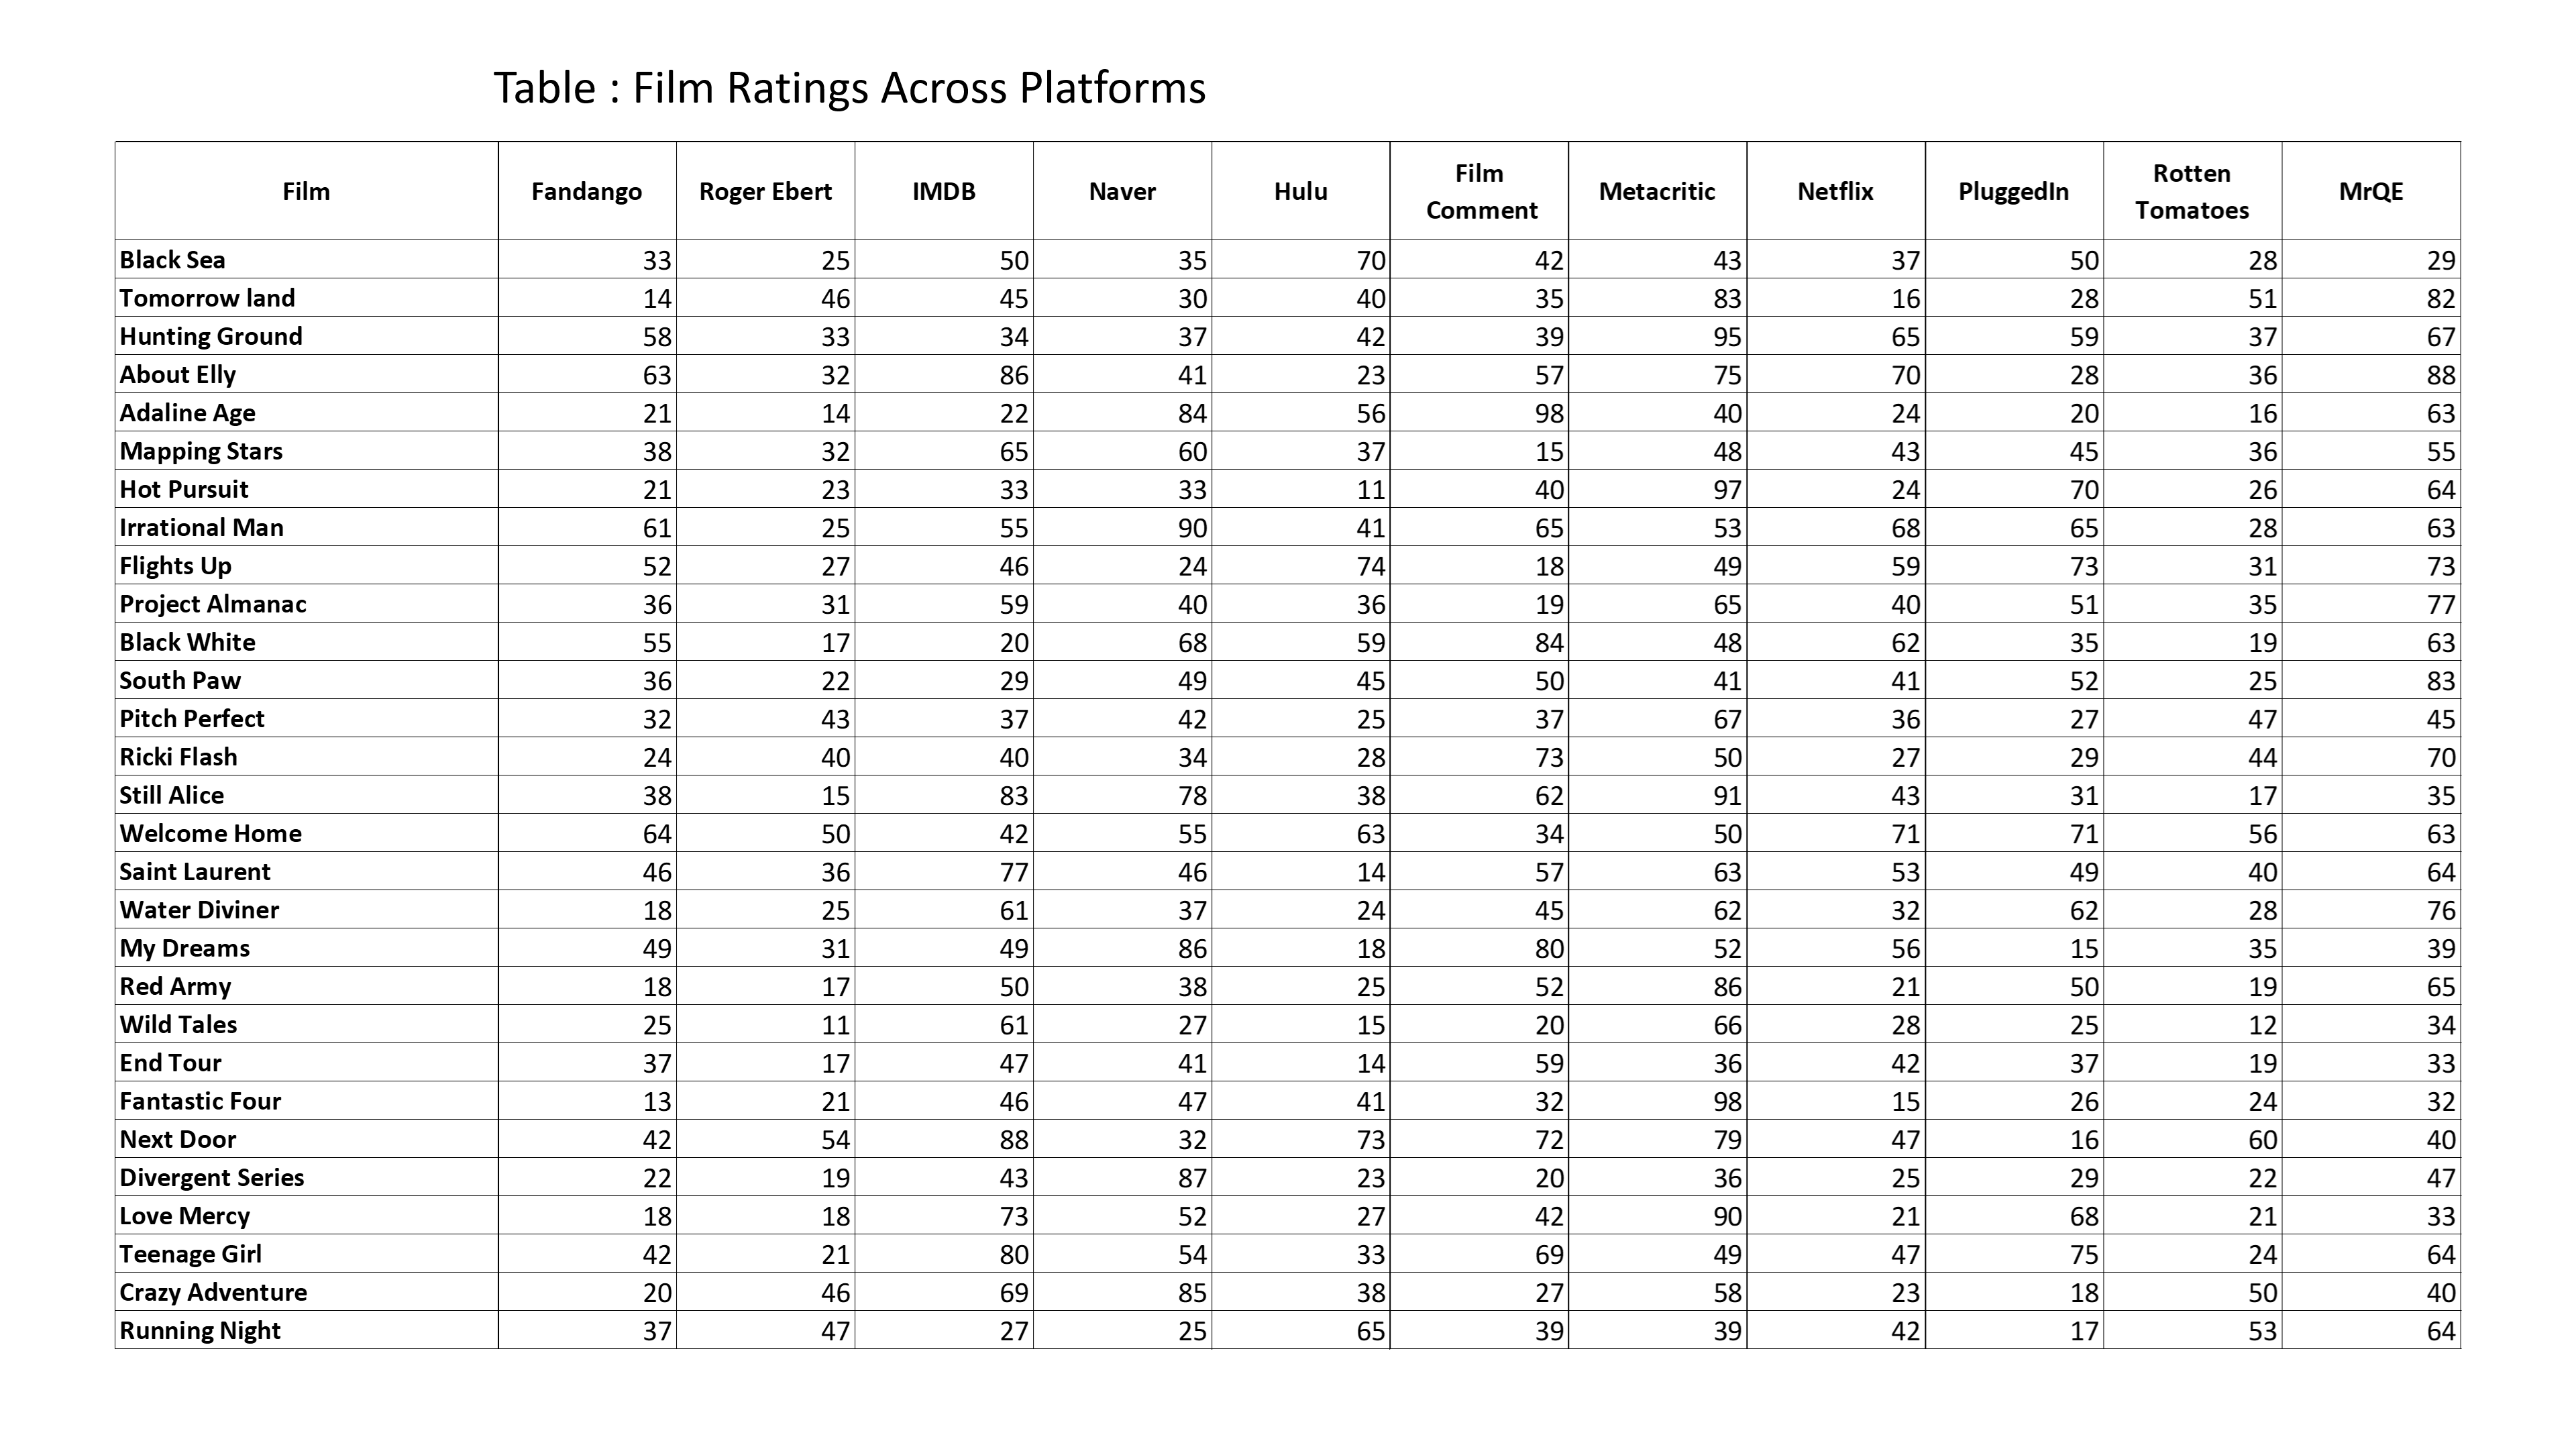 Table : Film Ratings Across Platforms
Film Fandango Roger Ebert IMDB Naver Hulu Film Comment Metacritic Netflix PluggedIn Rotten Tomatoes MrQE
Black Sea 33 25 50 35 70 42 43 37 50 28 29
Tomorrow land 14 46 45 30 40 35 83 16 28 51 82
Hunting Ground 58 33 34 37 42 39 95 65 59 37 67
About Elly 63 32 86 41 23 57 75 70 28 36 88
Adaline Age 21 14 22 84 56 98 40 24 20 16 63
Mapping Stars 38 32 65 60 37 15 48 43 45 36 55
Hot Pursuit 21 23 33 33 11 40 97 24 70 26 64
Irrational Man 61 25 55 90 41 65 53 68 65 28 63
Flights Up 52 27 46 24 74 18 49 59 73 31 73
Project Almanac 36 31 59 40 36 19 65 40 51 35 77
Black White 55 17 20 68 59 84 48 62 35 19 63
South Paw 36 22 29 49 45 50 41 41 52 25 83
Pitch Perfect 32 43 37 42 25 37 67 36 27 47 45
Ricki Flash 24 40 40 34 28 73 50 27 29 44 70
Still Alice 38 15 83 78 38 62 91 43 31 17 35
Welcome Home 64 50 42 55 63 34 50 71 71 56 63
Saint Laurent 46 36 77 46 14 57 63 53 49 40 64
Water Diviner 18 25 61 37 24 45 62 32 62 28 76
My Dreams 49 31 49 86 18 80 52 56 15 35 39
Red Army 18 17 50 38 25 52 86 21 50 19 65
Wild Tales 25 11 61 27 15 20 66 28 25 12 34
End Tour 37 17 47 41 14 59 36 42 37 19 33
Fantastic Four 13 21 46 47 41 32 98 15 26 24 32
Next Door 42 54 88 32 73 72 79 47 16 60 40
Divergent Series 22 19 43 87 23 20 36 25 29 22 47
Love Mercy 18 18 73 52 27 42 90 21 68 21 33
Teenage Girl 42 21 80 54 33 69 49 47 75 24 64
Crazy Adventure 20 46 69 85 38 27 58 23 18 50 40
Running Night 37 47 27 25 65 39 39 42 17 53 64